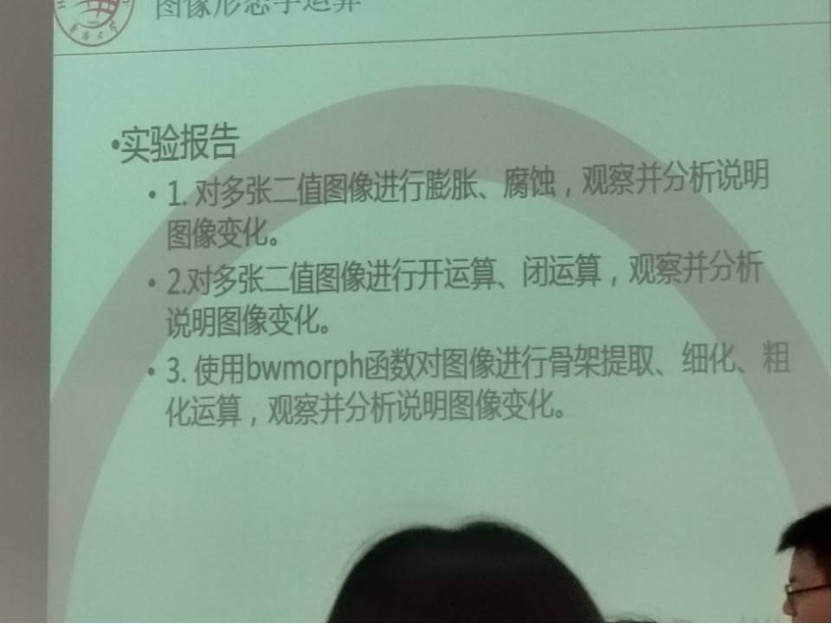 图像形态学运算
•实验报告
• 1. 对多张二值图像进行膨胀、腐蚀，观察并分析说明
图像变化。
• 2.对多张二值图像进行开运算、闭运算，观察并分析
说明图像变化。
• 3. 使用bwmorph函数对图像进行骨架提取、细化、粗
化运算，观察并分析说明图像变化。